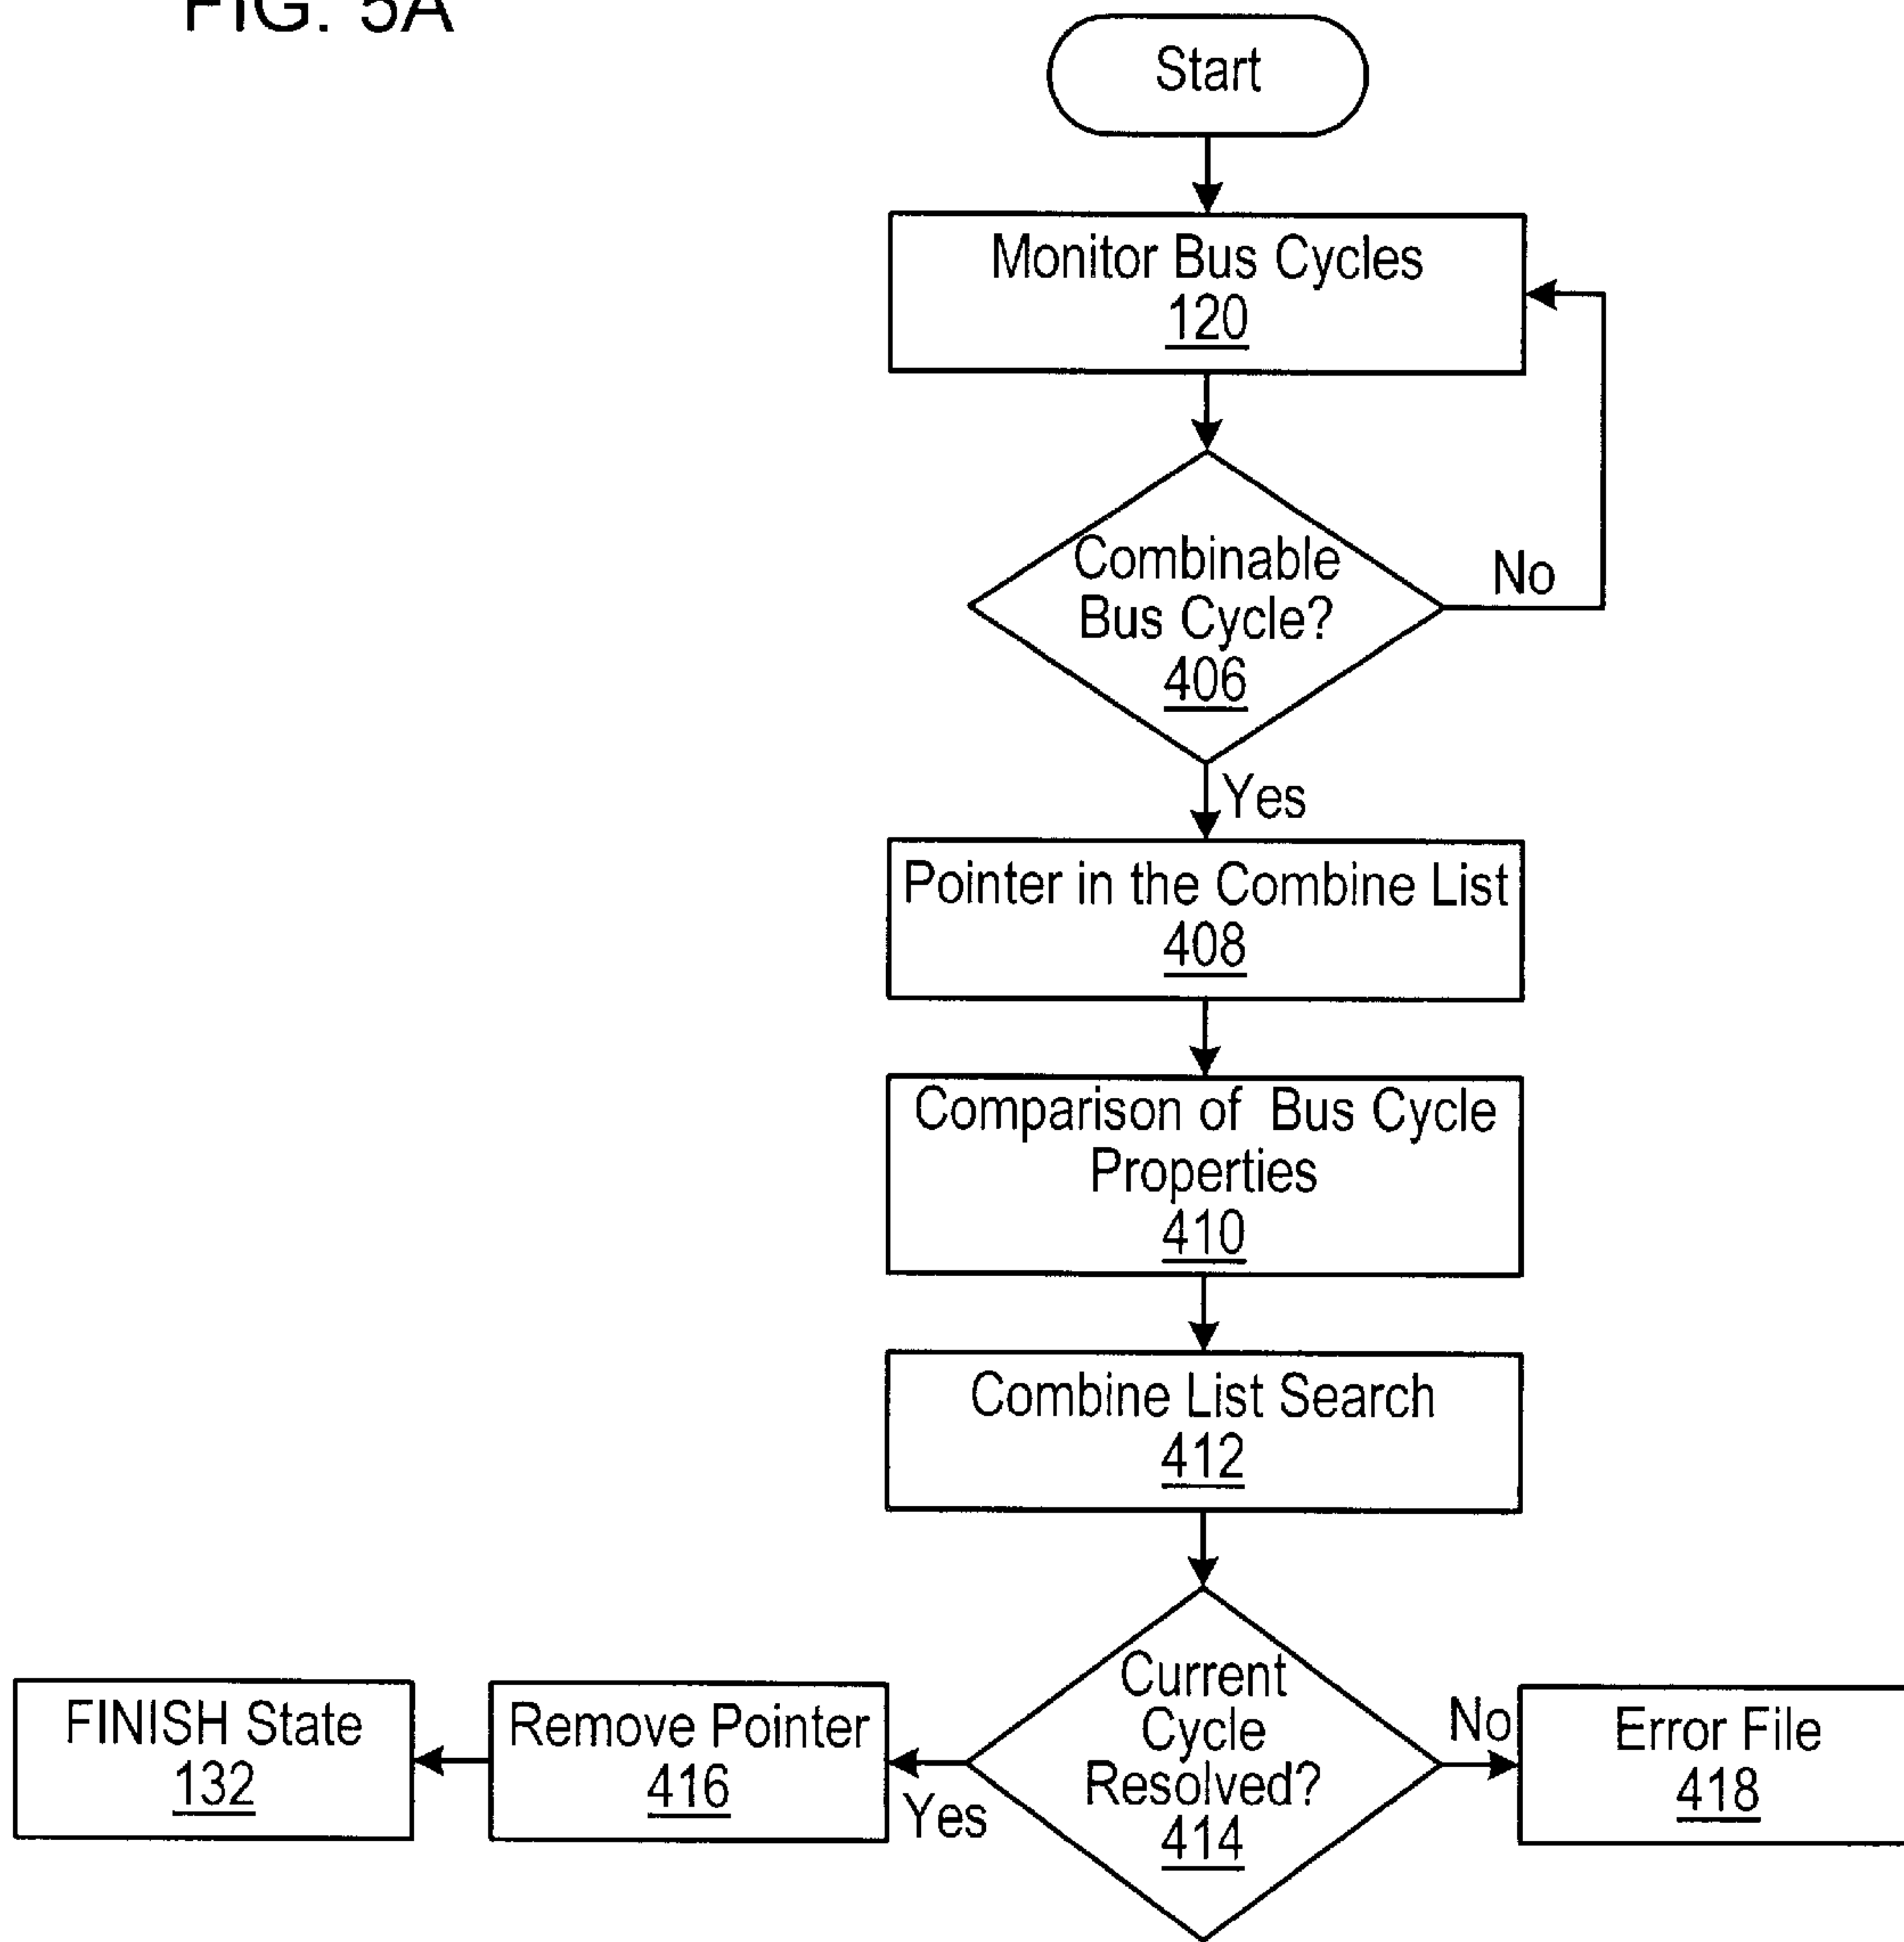 FIG. 5A
Start
Monitor Bus Cycles
120
Combinable
Bus Cycle?
406
No
Yes
Pointer in the Combine List
408
Comparison of Bus Cycle
Properties
410
Combine List Search
412
Current
Cycle
Resolved?
414
Yes
No
Remove Pointer
416
FINISH State
132
Error File
418